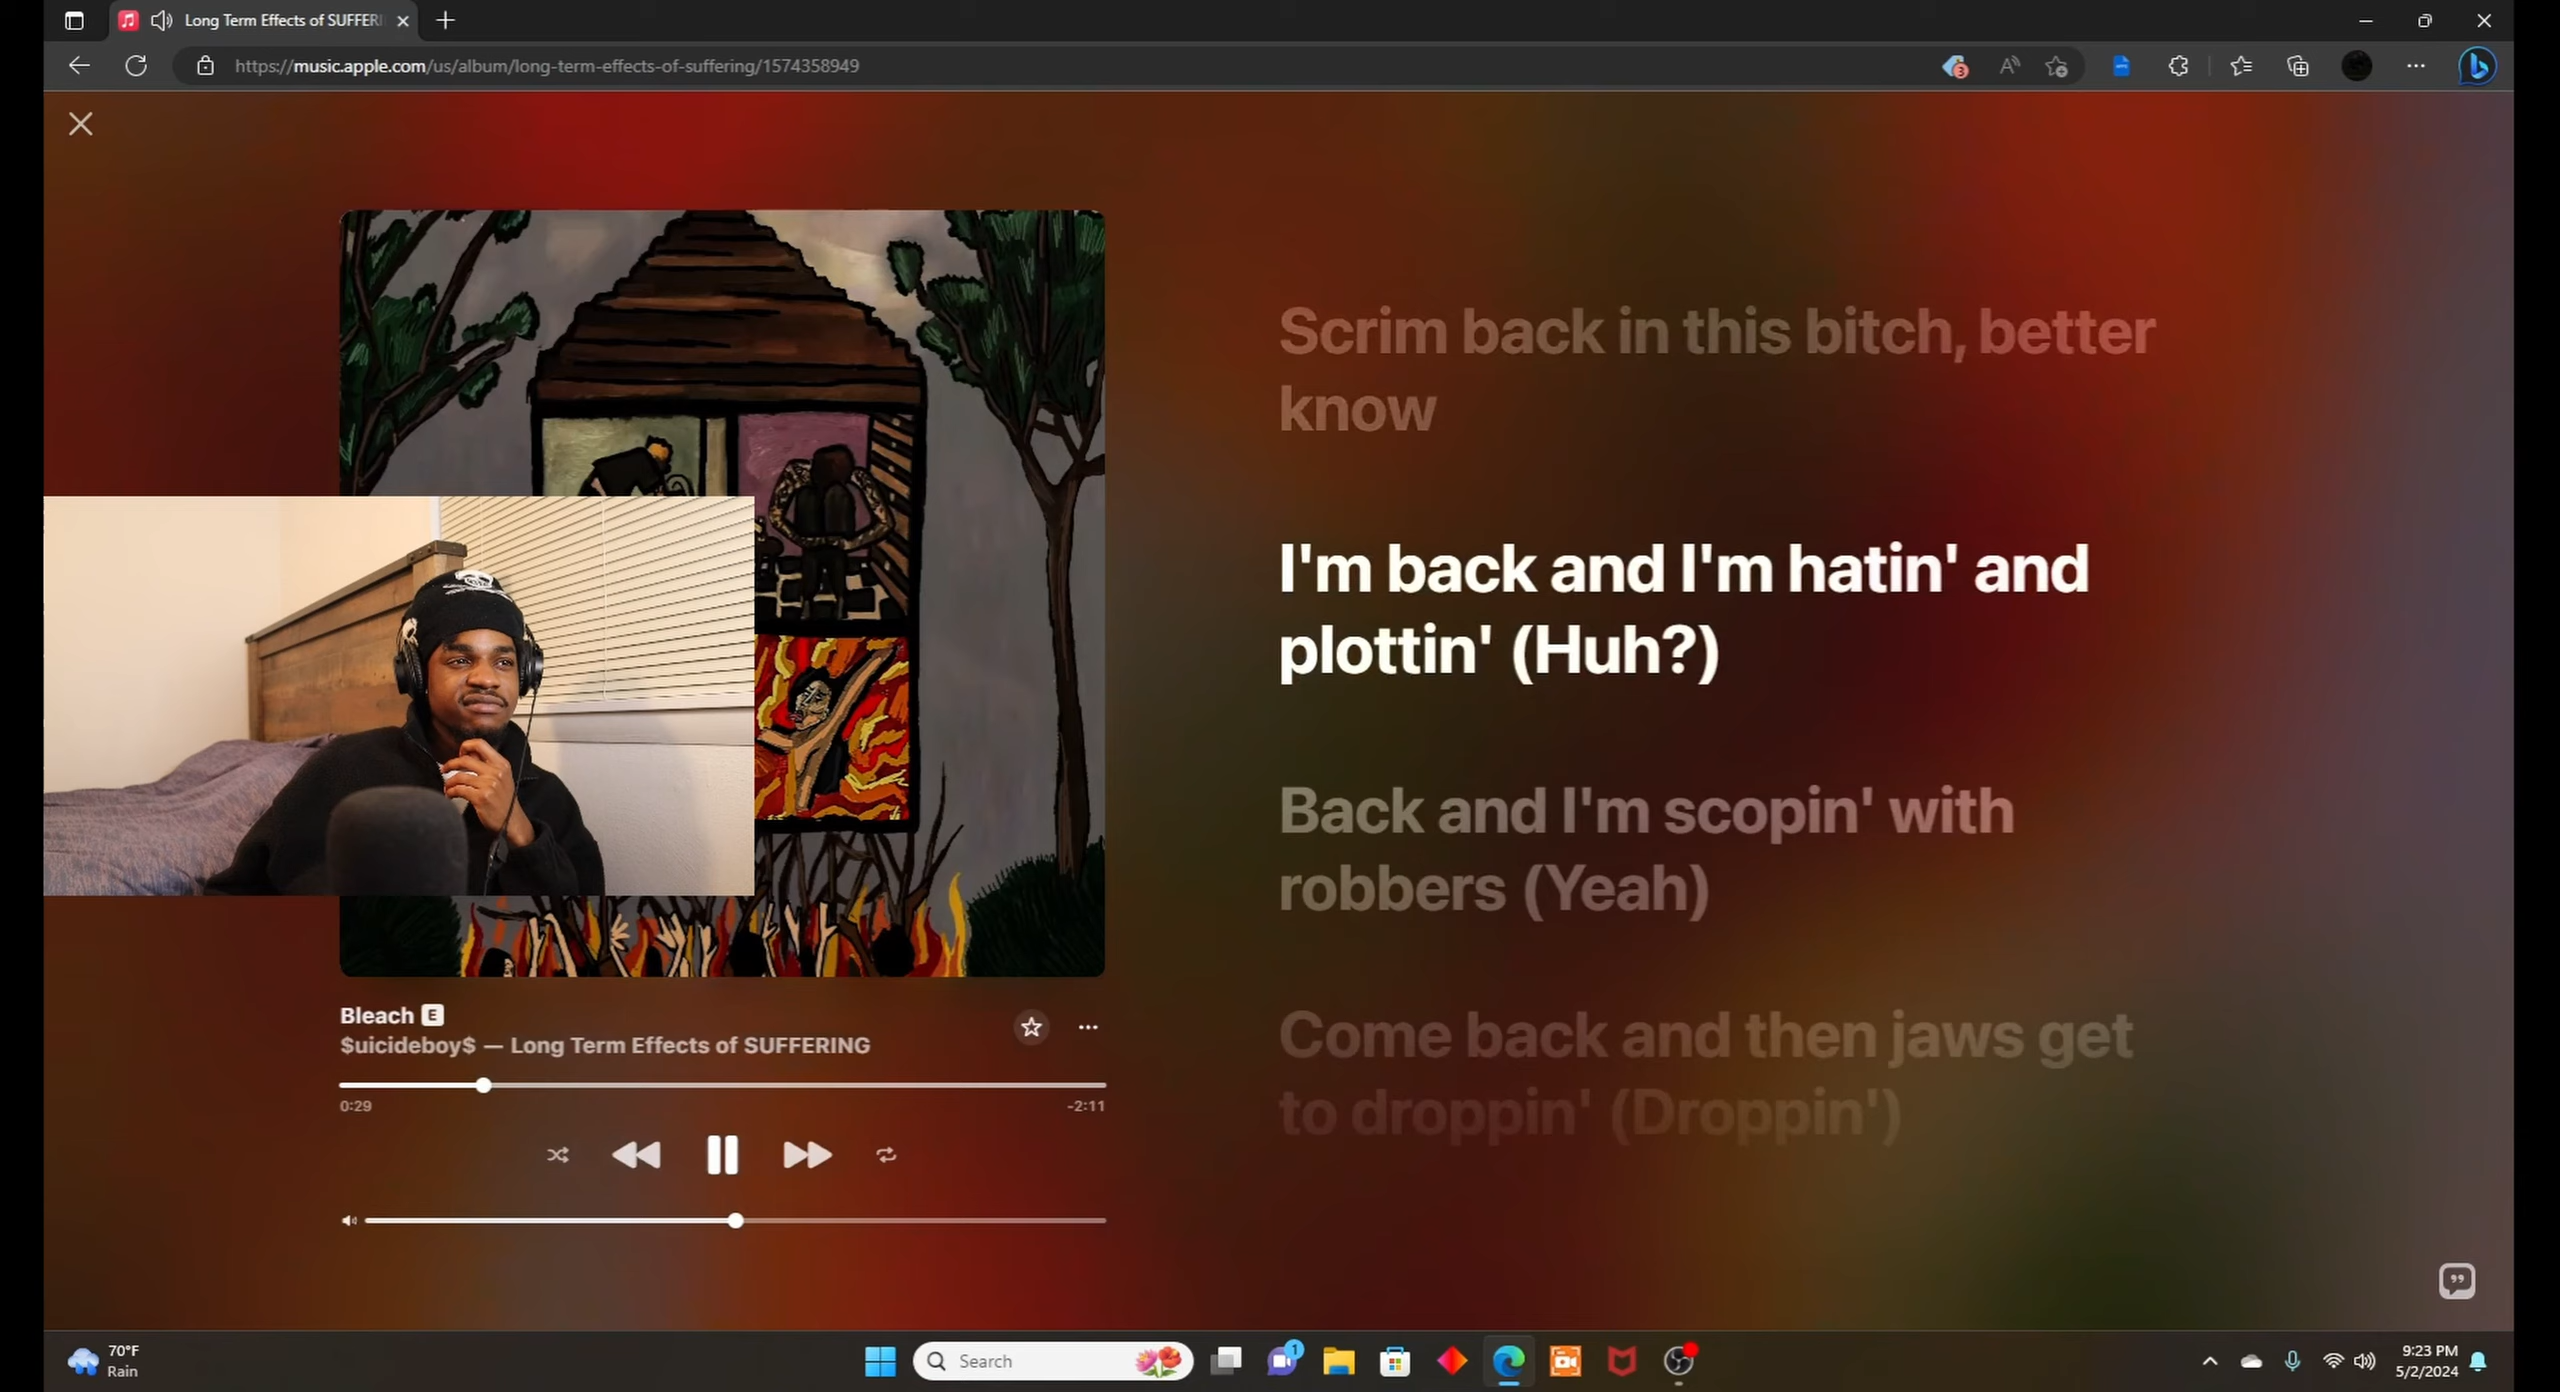 Long Term Effects of SUFFERI
https://music.apple.com/us/album/long-term-effects-of-suffering/1574358949
3
Scrim back in this bitch, better
know
I'm back and I'm hatin' and
plottin' (Huh?)
Back and I'm scopin' with
robbers (Yeah)
Come back and then jaws get
to droppin' (Droppin')
Bleach E
$uicideboy$ — Long Term Effects of SUFFERING
0:29
-2:11
70°F
Rain
Search
1
9:23 PM
5/2/2024